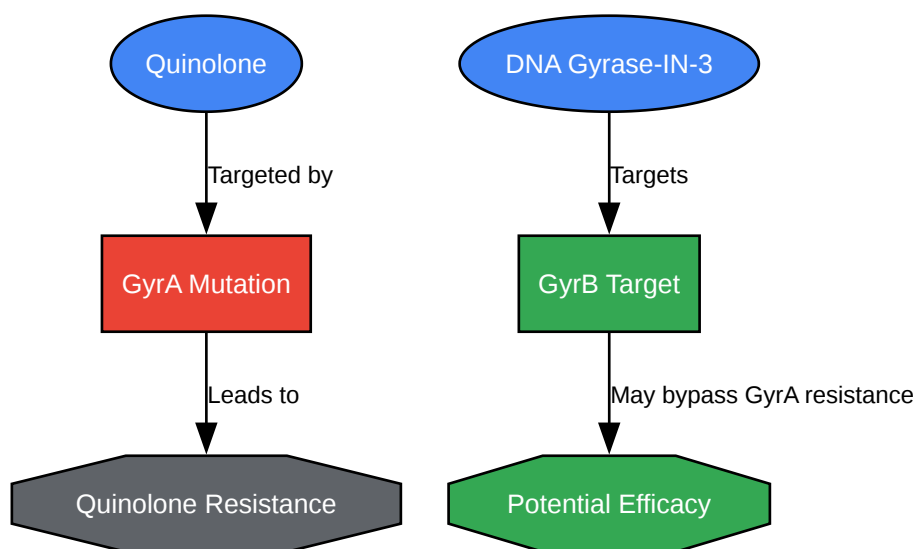 Quinolone
DNA Gyrase-IN-3
Targeted by
Targets
GyrA Mutation
GyrB Target
Leads to
May bypass GyrA resistance
Quinolone Resistance
Potential Efficacy